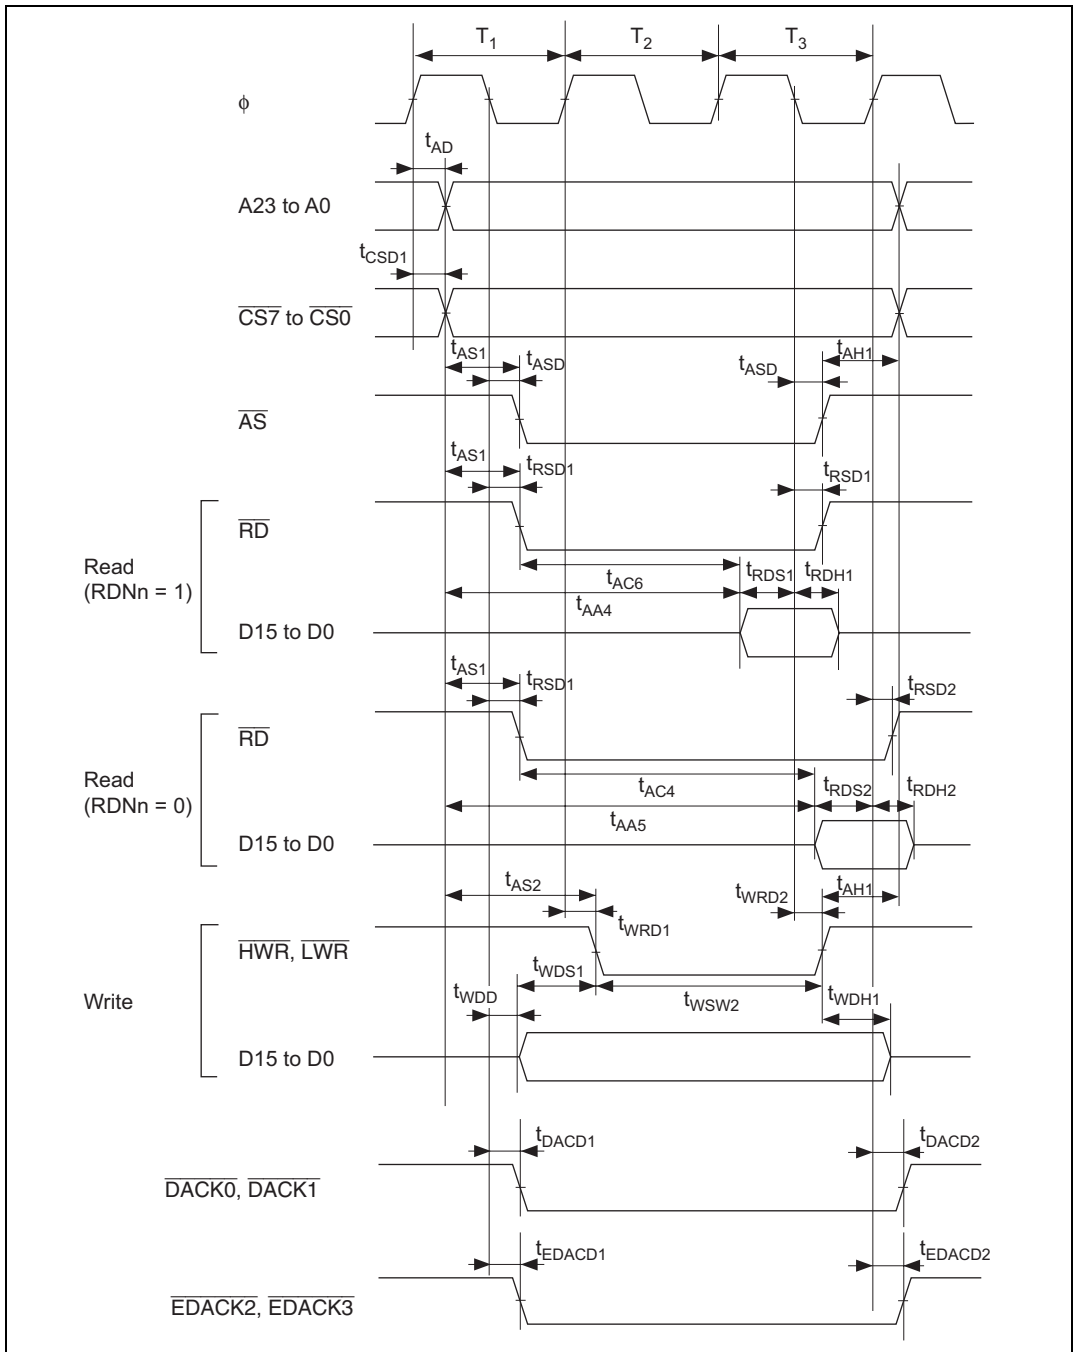 T1 T2 T3
φ
tAD
A23 to A0
tCSD1
CS7 to CS0
tAS1 tASD tASD tAH1
AS
tAS1 tRSD1 tRSD1
RD
Read
(RDNn = 1)
tAC6 tRDS1 tRDH1
tAA4
D15 to D0
tAS1 tRSD1 tRSD2
RD
Read
(RDNn = 0)
tAC4 tRDS2 tRDH2
tAA5
D15 to D0
tAS2 tWRD1 tWRD2 tAH1
HWR, LWR
Write
tWDD tWDS1 tWSW2 tWDH1
D15 to D0
tDACD1 tDACD2
DACK0, DACK1
tEDACD1 tEDACD2
EDACK2, EDACK3